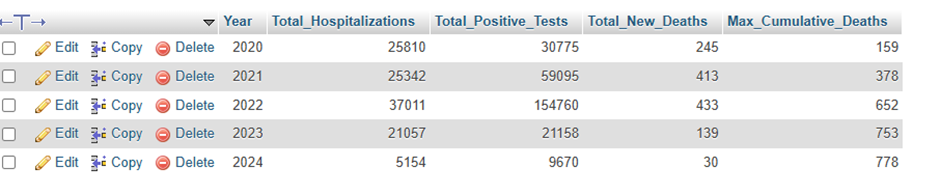 ←T→ Year Total_Hospitalizations Total_Positive_Tests Total_New_Deaths Max_Cumulative_Deaths
Edit Copy Delete 2020 25810 30775 245 159
Edit Copy Delete 2021 25342 59095 413 378
Edit Copy Delete 2022 37011 154760 433 652
Edit Copy Delete 2023 21057 21158 139 753
Edit Copy Delete 2024 5154 9670 30 778